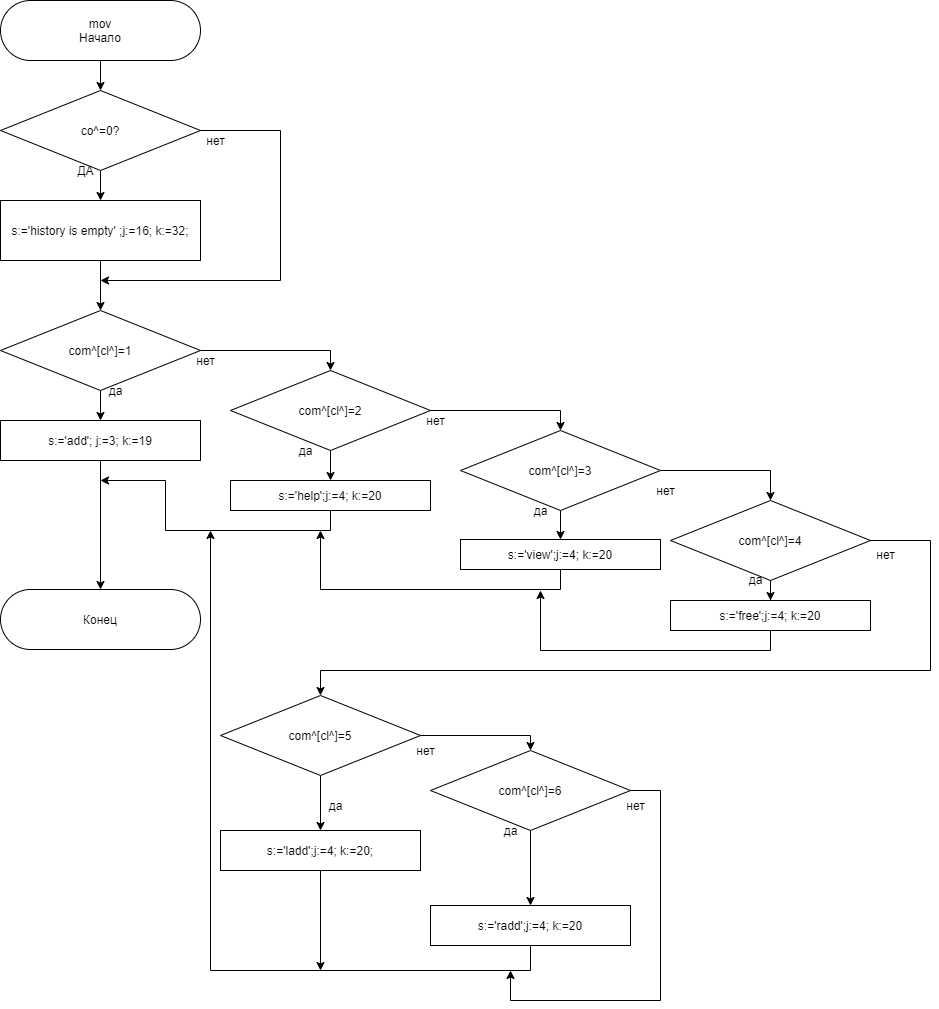 mov
Начало
co^=0?
нет
ДА
s:='history is empty' ;j:=16; k:=32;
com^[cl^]=1
нет
да
s:='add'; j:=3; k:=19
com^[cl^]=2
нет
да
s:='help';j:=4; k:=20
com^[cl^]=3
нет
да
s:='view';j:=4; k:=20
com^[cl^]=4
нет
да
s:='free';j:=4; k:=20
Конец
com^[cl^]=5
нет
да
s:='ladd';j:=4; k:=20;
com^[cl^]=6
нет
да
s:='radd';j:=4; k:=20